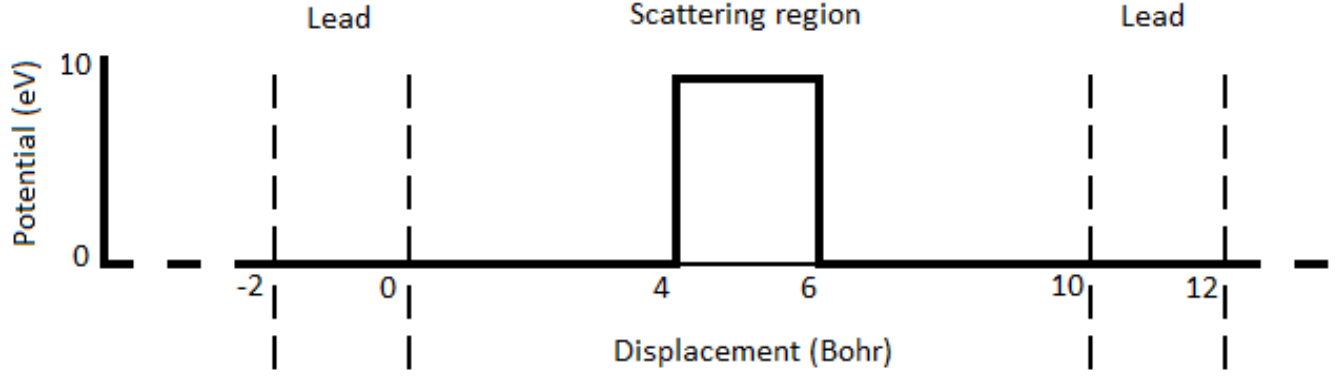 Lead
Scattering region
Lead
Potential (eV)
10
0
-2
0
4
6
10
12
Displacement (Bohr)